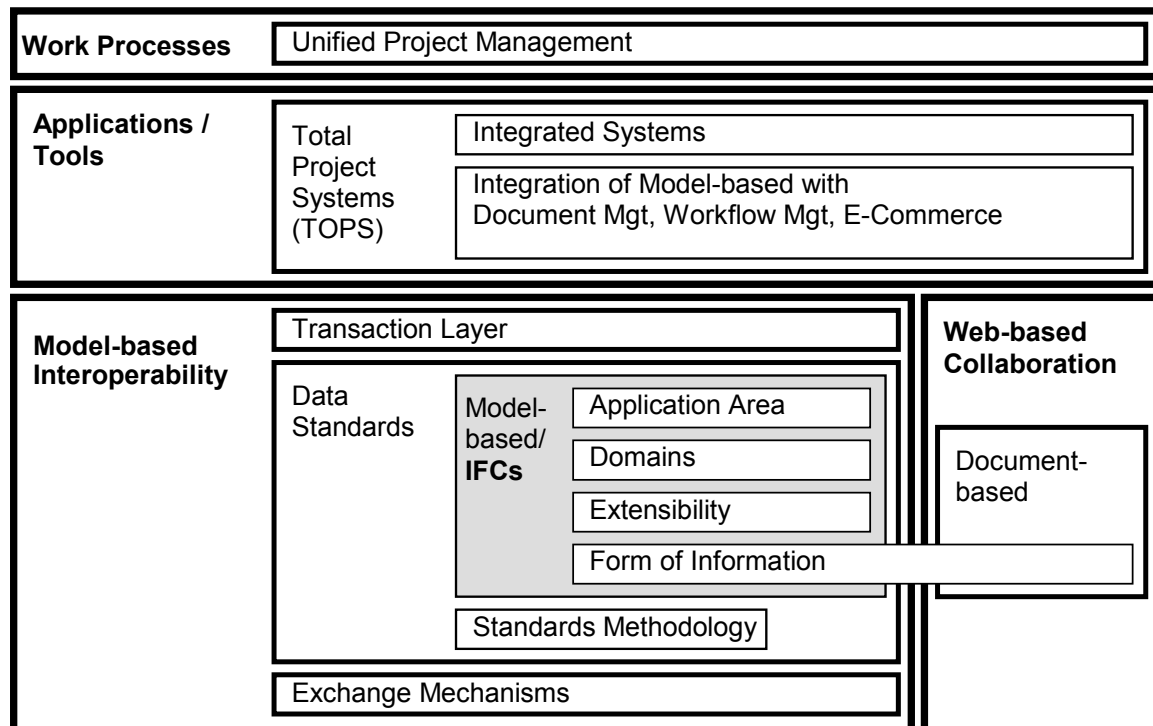 Work Processes
Unified Project Management
Applications /
Tools
Total
Project
Systems
(TOPS)
Integrated Systems
Integration of Model-based with
Document Mgt, Workflow Mgt, E-Commerce
Model-based
Interoperability
Transaction Layer
Data
Standards
Model-
based/
IFCs
Application Area
Domains
Extensibility
Form of Information
Standards Methodology
Exchange Mechanisms
Web-based
Collaboration
Document-
based